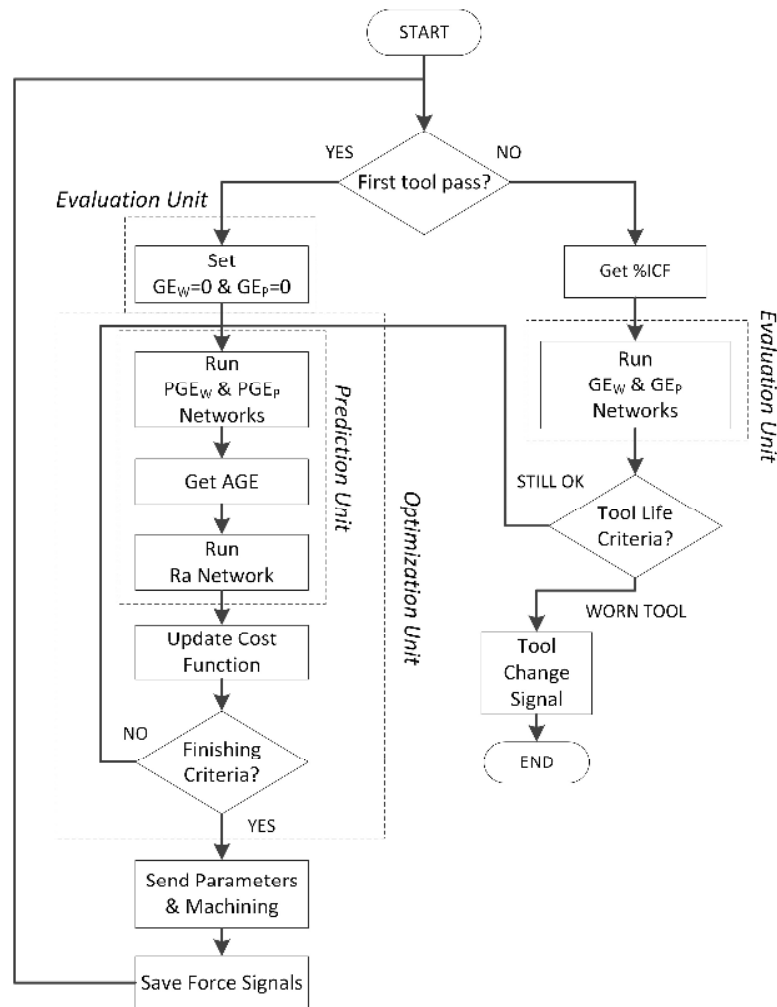 START
First tool pass?
YES
NO
Evaluation Unit
Set
GEW=0 & GEP=0
Get %ICF
Run
PGEW & PGEP
Networks
Prediction Unit
Run
GEW & GEP
Networks
Evaluation Unit
Get AGE
Run
Ra Network
Optimization Unit
STILL OK
Tool Life
Criteria?
WORN TOOL
Update Cost
Function
Tool
Change
Signal
NO
Finishing
Criteria?
END
YES
Send Parameters
& Machining
Save Force Signals